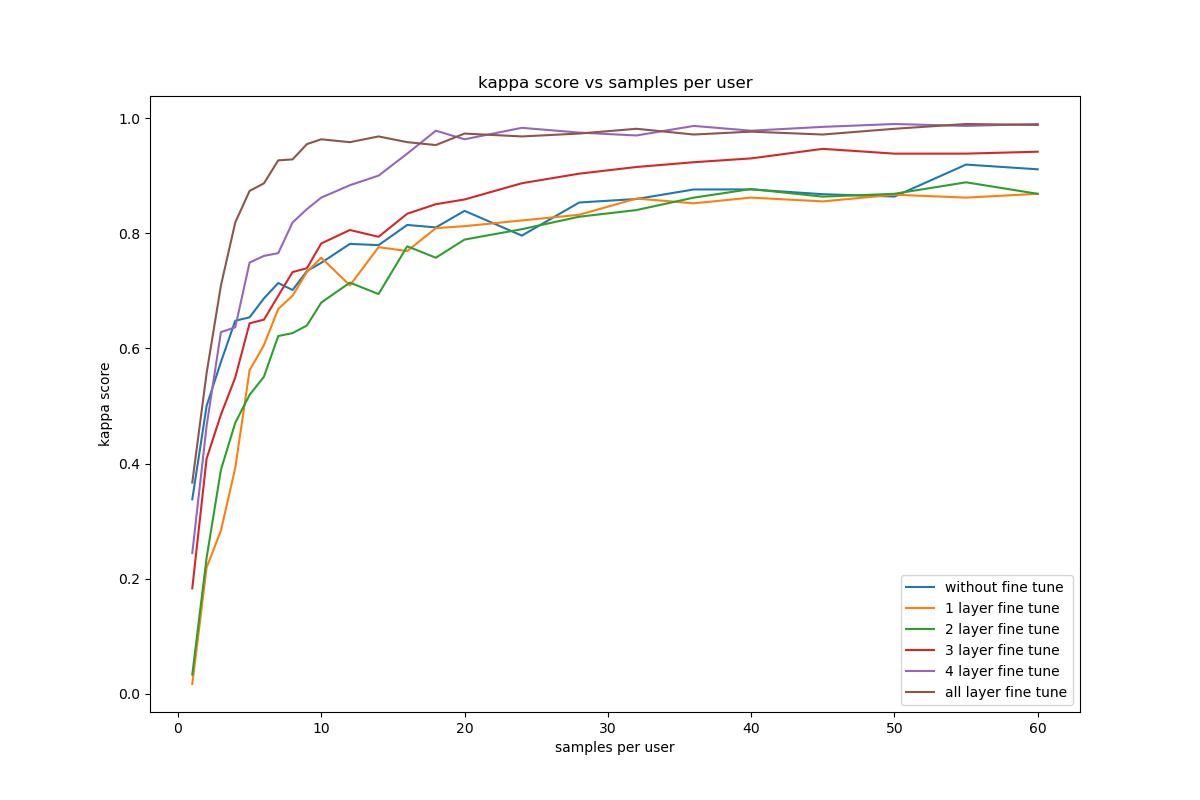 kappa score vs samples per user
1.0
0.8
0.6
0.4
0.2
0.0
kappa score
without fine tune
1 layer fine tune
2 layer fine tune
3 layer fine tune
4 layer fine tune
all layer fine tune
0 10 20 30 40 50 60
samples per user